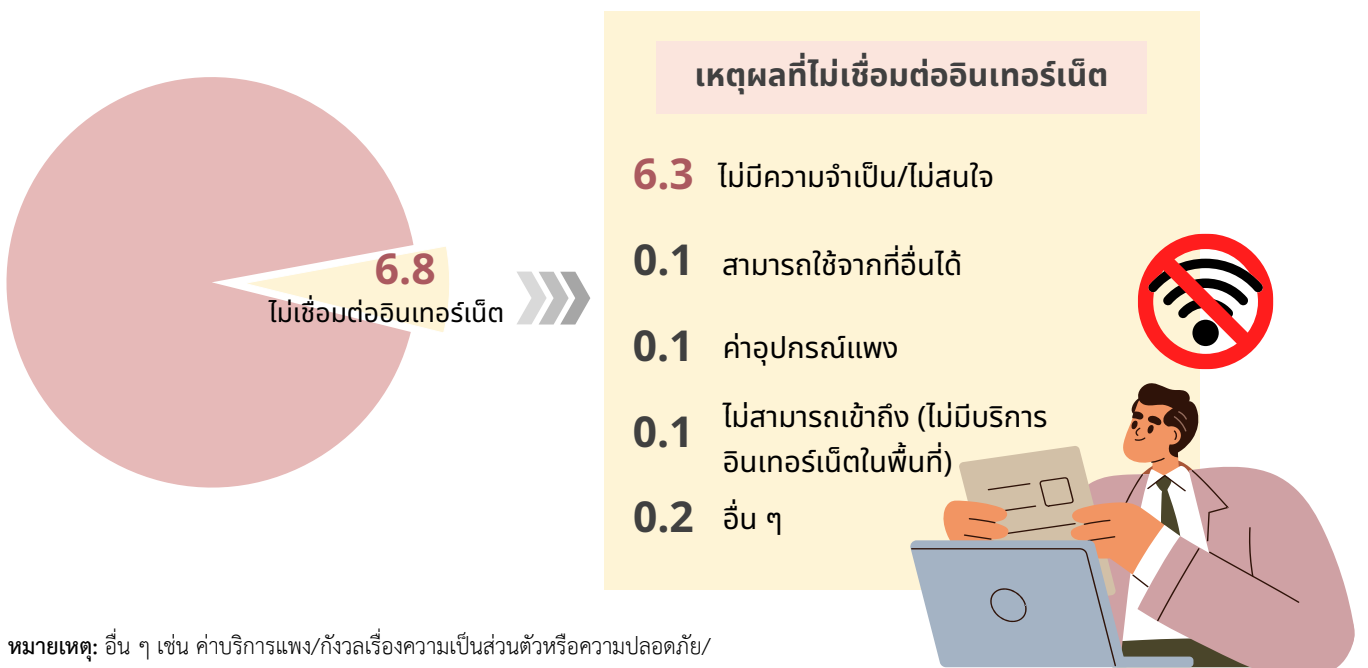 6.8
ไม่เชื่อมต่ออินเทอร์เน็ต
เหตุผลที่ไม่เชื่อมต่ออินเทอร์เน็ต
6.3 ไม่มีความจำเป็น/ไม่สนใจ
0.1 สามารถใช้จากที่อื่นได้
0.1 ค่าอุปกรณ์แพง
0.1 ไม่สามารถเข้าถึง (ไม่มีบริการ
อินเทอร์เน็ตในพื้นที่)
0.2 อื่น ๆ
หมายเหตุ: อื่น ๆ เช่น ค่าบริการแพง/กังวลเรื่องความเป็นส่วนตัวหรือความปลอดภัย/